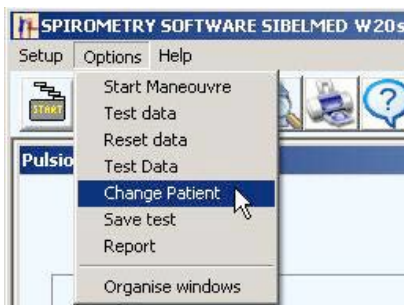 SPIROMETRY SOFTWARE SIBELMED W20s
Setup Options Help
START
Start Maneouvre
Test data
Reset data
Test Data
Pulsio
Change Patient
Save test
Report
Organise windows